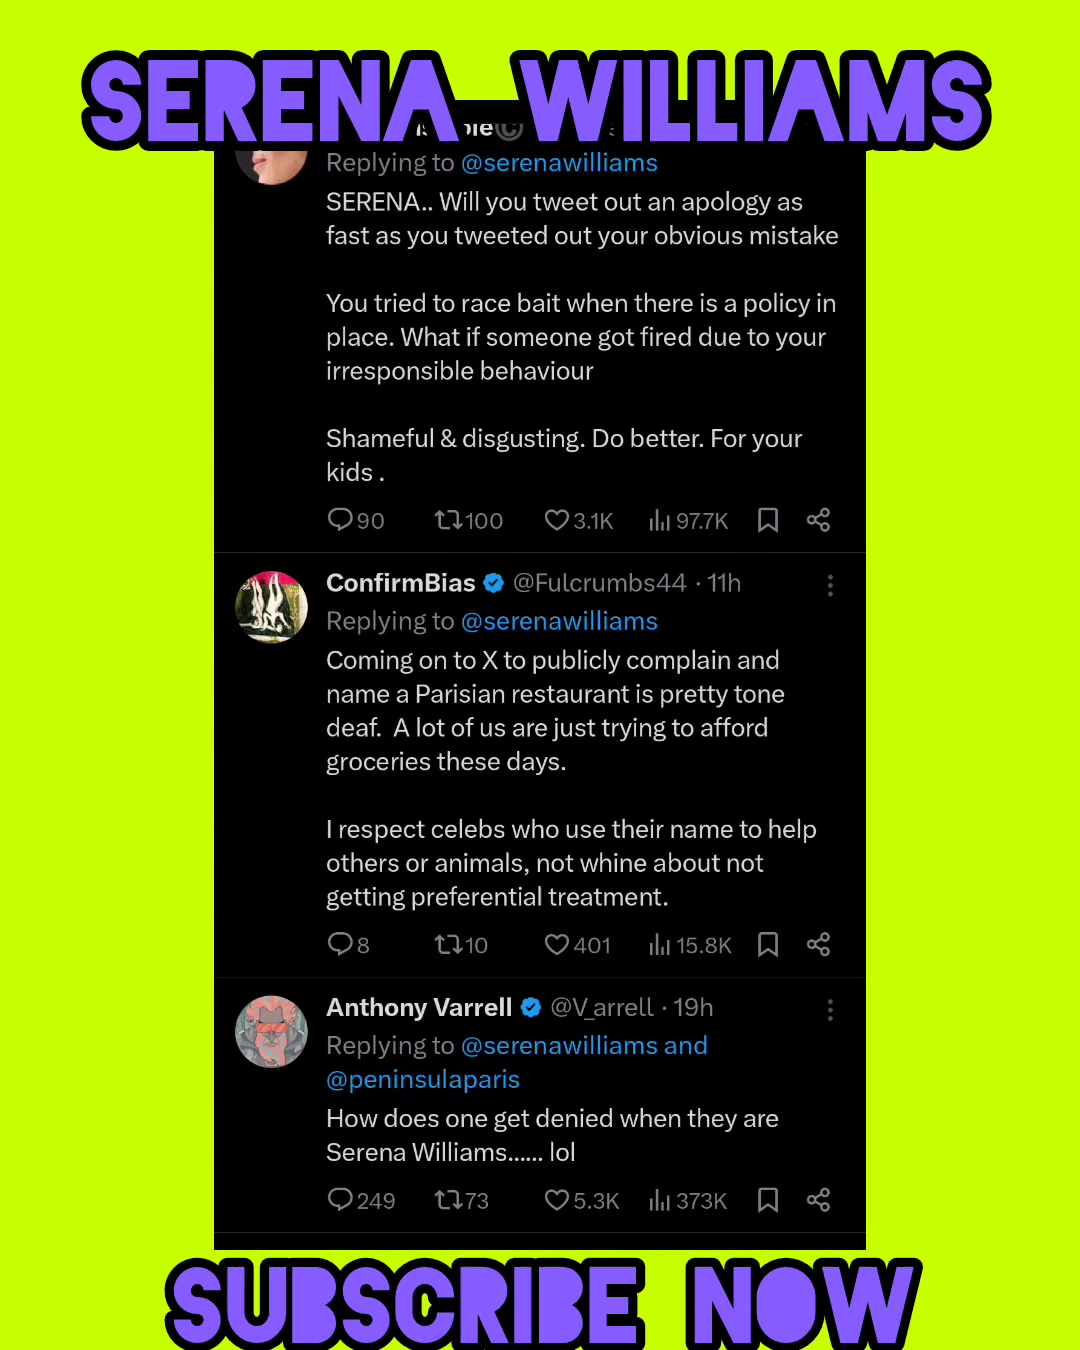 SERENA WILLIAMS
Replying to @serenawilliams
SERENA.. Will you tweet out an apology as
fast as you tweeted out your obvious mistake
You tried to race bait when there is a policy in
place. What if someone got fired due to your
irresponsible behaviour
Shameful & disgusting. Do better. For your
kids .
90 100 3.1K 97.7K
ConfirmBias @Fulcrumbs44 · 11h
Replying to @serenawilliams
Coming on to X to publicly complain and
name a Parisian restaurant is pretty tone
deaf.  A lot of us are just trying to afford
groceries these days.
I respect celebs who use their name to help
others or animals, not whine about not
getting preferential treatment.
8 10 401 15.8K
Anthony Varrell @V_arrell · 19h
Replying to @serenawilliams and
@peninsulaparis
How does one get denied when they are
Serena Williams...... lol
249 73 5.3K 373K
SUBSCRIBE NOW